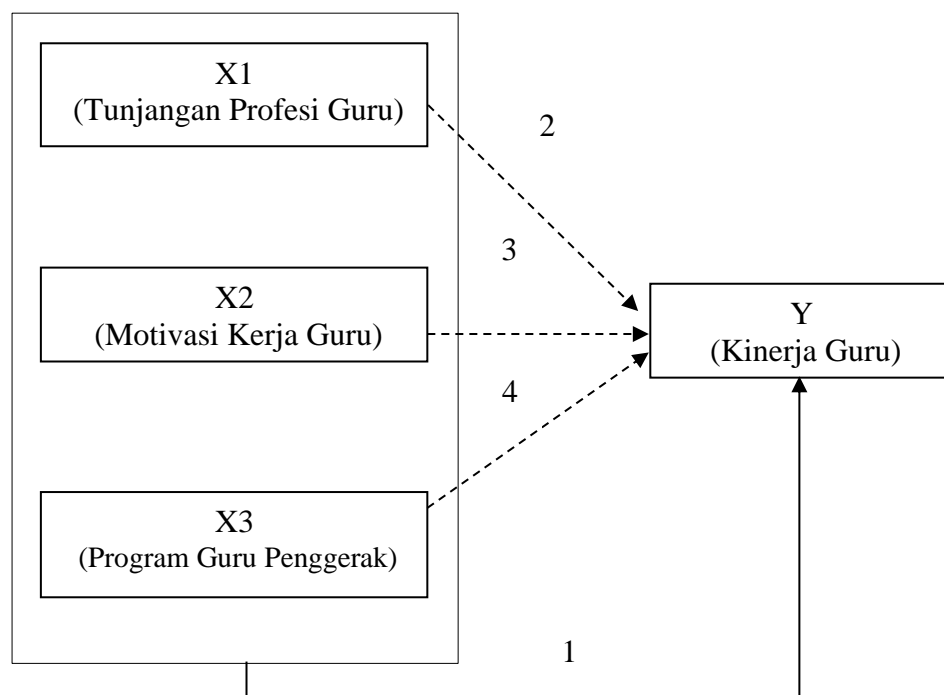 X1
(Tunjangan Profesi Guru)
2
3
X2
(Motivasi Kerja Guru)
Y
(Kinerja Guru)
4
X3
(Program Guru Penggerak)
1